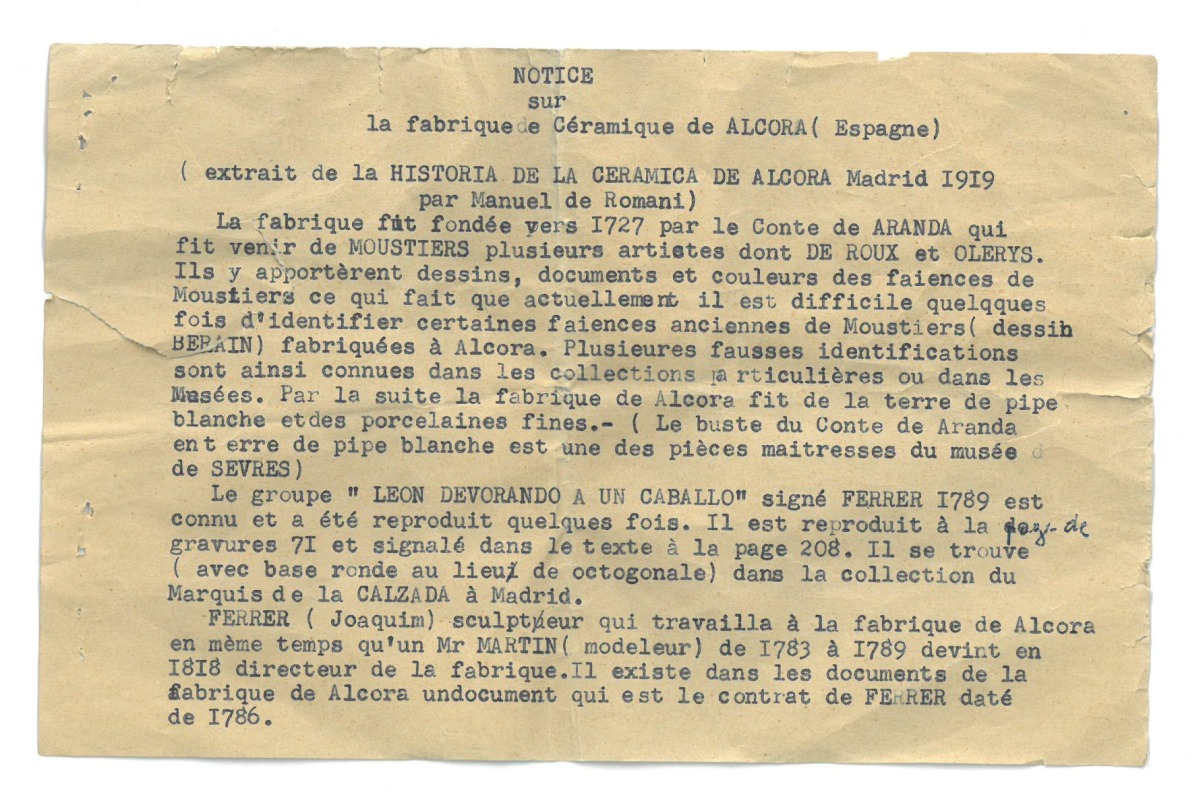 NOTICE
sur
la fabrique de Céramique de ALCORA( Espagne)
( extrait de la HISTORIA DE LA CERAMICA DE ALCORA Madrid I9I9
par Manuel de Romani)
La fabrique fut fondée vers I727 par le Conte de ARANDA qui
fit venir de MOUSTIERS plusieurs artistes dont DE ROUX et OLERYS.
Ils y apportèrent dessins, documents et couleurs des faiences de
Moustiers ce qui fait que actuellement il est difficile quelqques
fois d'identifier certaines faiences anciennes de Moustiers( dessih
BERAIN) fabriquées à Alcora. Plusieures fausses identifications
sont ainsi connues dans les collections particulières ou dans les
Musées. Par la suite la fabrique de Alcora fit de la terre de pipe
blanche etdes porcelaines fines.- ( Le buste du Conte de Aranda
ent erre de pipe blanche est une des pièces maitresses du musée d
de SEVRES)
Le groupe " LEON DEVORANDO A UN CABALLO" signé FERRER I789 est
connu et a été reproduit quelques fois. Il est reproduit à la pag. de
gravures 7I et signalé dans le texte à la page 208. Il se trouve
( avec base ronde au lieu de octogonale) dans la collection du
Marquis de la CALZADA à Madrid.
FERRER ( Joaquim) sculpteur qui travailla à la fabrique de Alcora
en mème temps qu'un Mr MARTIN( modeleur) de I783 à I789 devint en
I8I8 directeur de la fabrique.Il existe dans les documents de la
fabrique de Alcora undocument qui est le contrat de FERRER daté
de I786.